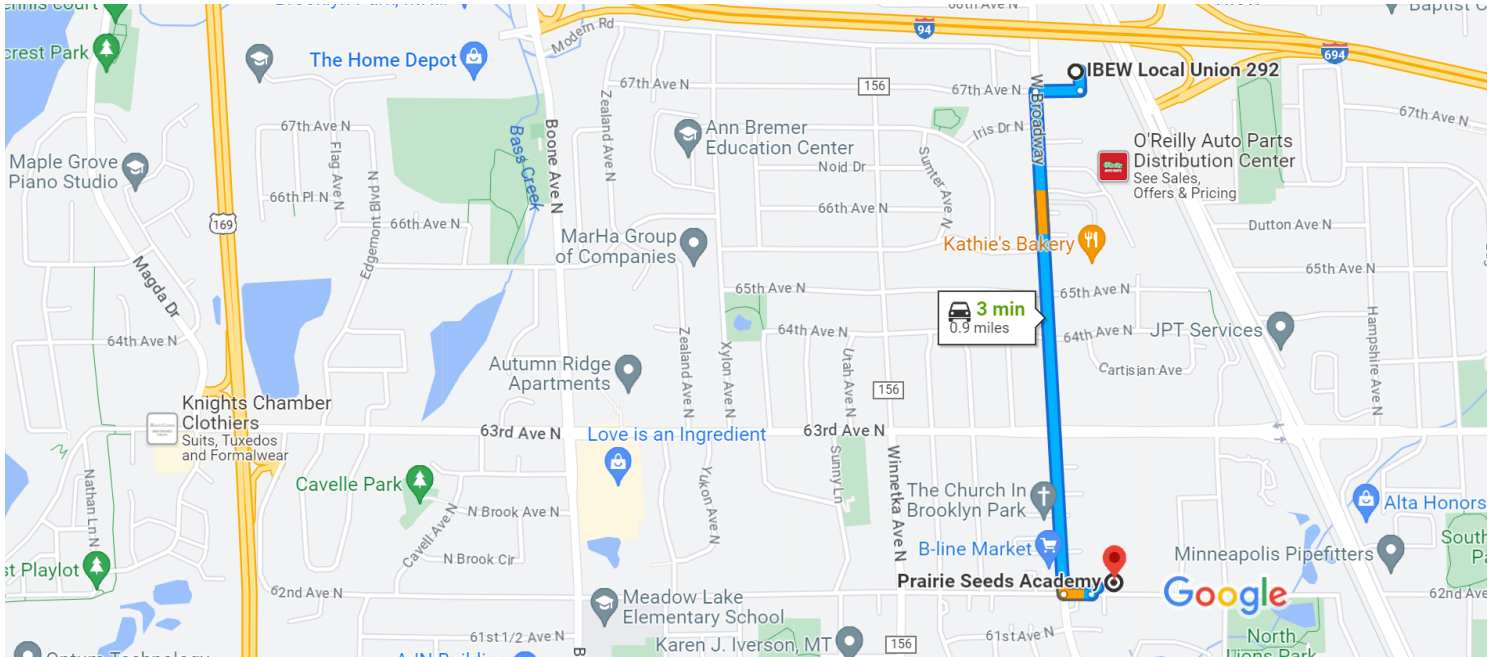 94
694
Baptist C
Modern Rd
crest Park
The Home Depot
IBEW Local Union 292
67th Ave N
156
67th Ave N
67th Ave N
Zealand Ave N
W Broadway
67th Ave N
Flag Ave N
Bass Creek
Boone Ave N
Ann Bremer
Education Center
Iris Dr N
O'Reilly Auto Parts
Distribution Center
See Sales,
Offers & Pricing
Maple Grove
Piano Studio
Noid Dr
Sumter Ave N
66th Pl N
Edgemont Blvd N
169
66th Ave N
66th Ave N
MarHa Group
of Companies
Kathie's Bakery
Dutton Ave N
Magda Dr
65th Ave N
65th Ave N
65th Ave N
3 min
0.9 miles
64th Ave N
64th Ave N
64th Ave N
JPT Services
Hampshire Ave N
Zealand Ave N
Xylon Ave N
Utah Ave N
Autumn Ridge
Apartments
Cartisian Ave
156
Knights Chamber
Clothiers
Suits, Tuxedos
and Formalwear
63rd Ave N
Love is an Ingredient
63rd Ave N
Nathan Ln N
Yukon Ave N
Sunny Ln
Winnetka Ave N
Cavelle Park
The Church In
Brooklyn Park
Alta Honors
N Brook Ave N
Cavell Ave N
N Brook Cir
B-line Market
Minneapolis Pipefitters
South
Pa
st Playlot
Prairie Seeds Academy
Google
62nd Ave N
62nd Ave
Meadow Lake
Elementary School
61st 1/2 Ave N
61st Ave N
Karen J. Iverson, MT
156
North
Lions Park